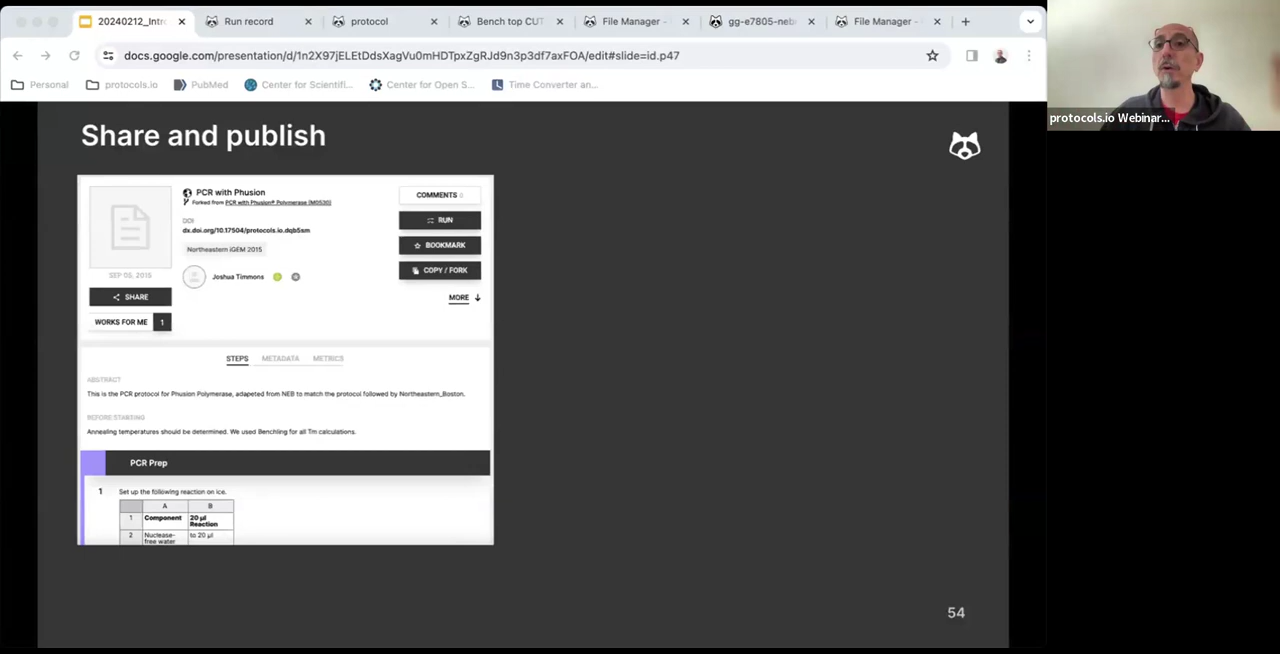 20240212_Intro
Run record
protocol
Bench top CUT
File Manager -
gg-e7805-neb
File Manager -
docs.google.com/presentation/d/1n2X97jELEtDdsXagVu0mHDTpxZgRJd9n3p3df7axFOA/edit#slide=id.p47
Personal
protocols.io
PubMed
Center for Scientifi...
Center for Open S...
Time Converter an...
protocols.io Webinar...
Share and publish
PCR with Phusion
Forked from PCR with Phusion® Polymerase (M0530)
DOI
dx.doi.org/10.17504/protocols.io.dqb5sm
Northeastern iGEM 2015
Joshua Timmons
SEP 05, 2015
SHARE
WORKS FOR ME 1
COMMENTS 0
RUN
BOOKMARK
COPY / FORK
MORE
STEPS METADATA METRICS
ABSTRACT
This is the PCR protocol for Phusion Polymerase, adapeted from NEB to match the protocol followed by Northeastern_Boston.
BEFORE STARTING
Annealing temperatures should be determined. We used Benchling for all Tm calculations.
PCR Prep
1 Set up the following reaction on ice.
A B
1 Component 20 µl
Reaction
2 Nuclease- to 20 µl
free water
54